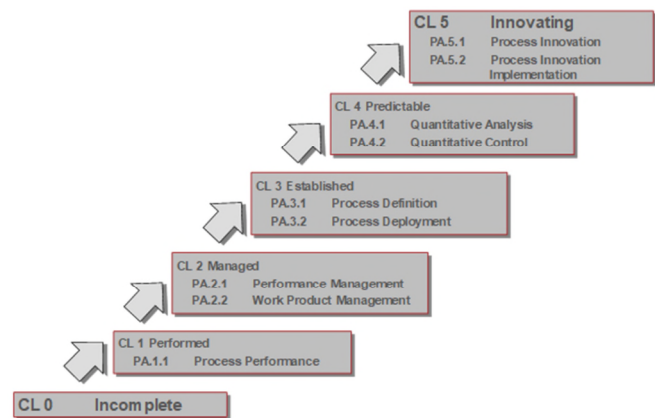 CL 5 Innovating
PA.5.1 Process Innovation
PA.5.2 Process Innovation
Implementation
CL 4 Predictable
PA.4.1 Quantitative Analysis
PA.4.2 Quantitative Control
CL 3 Established
PA.3.1 Process Definition
PA.3.2 Process Deployment
CL 2 Managed
PA.2.1 Performance Management
PA.2.2 Work Product Management
CL 1 Performed
PA.1.1 Process Performance
CL 0 Incomplete